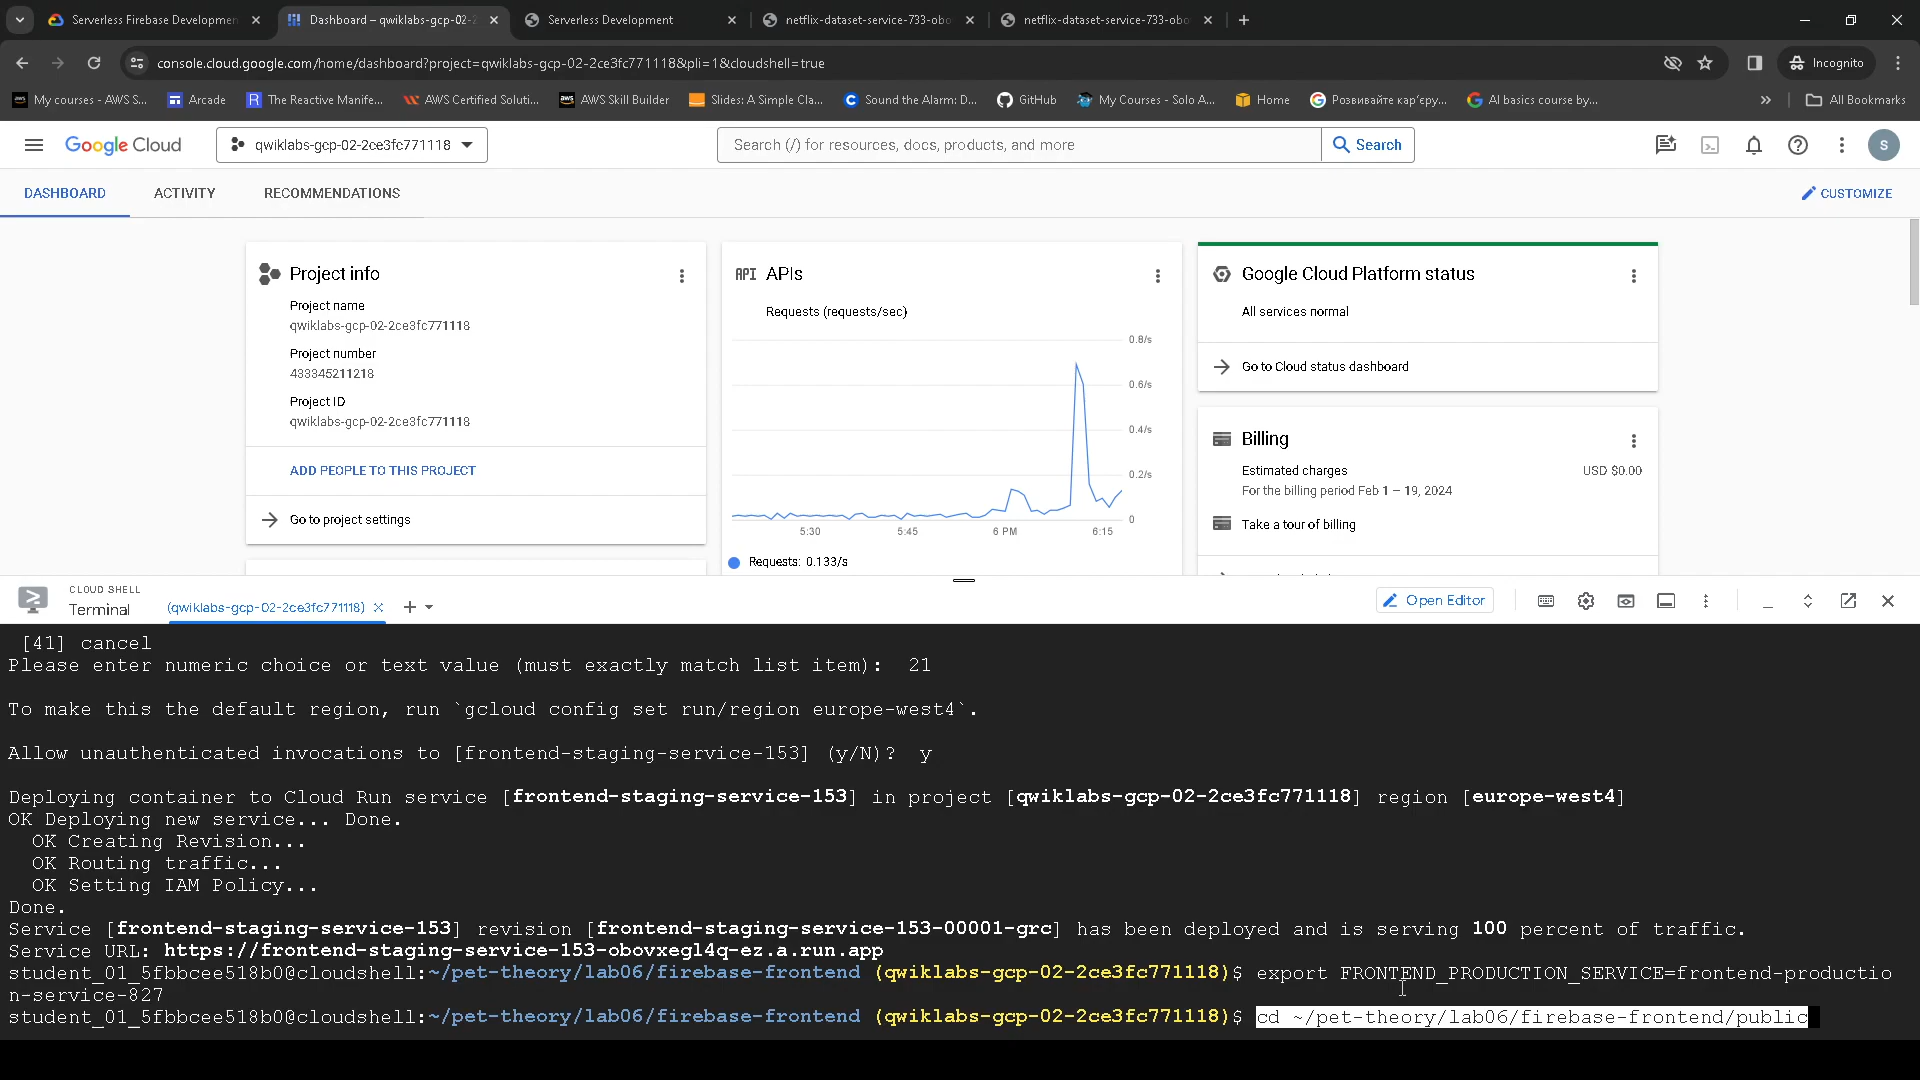 Serverless Firebase Developmen
Dashboard – qwiklabs-gcp-02-2
Serverless Development
netflix-dataset-service-733-obo
netflix-dataset-service-733-obo
console.cloud.google.com/home/dashboard?project=qwiklabs-gcp-02-2ce3fc771118&pli=1&cloudshell=true
Incognito
My courses - AWS S...
Arcade
The Reactive Manife...
AWS Certified Soluti...
AWS Skill Builder
Slides: A Simple Cla...
Sound the Alarm: D...
GitHub
My Courses - Solo A...
Home
Розвивайте кар'єру...
AI basics course by...
All Bookmarks
Google Cloud
qwiklabs-gcp-02-2ce3fc771118
Search (/) for resources, docs, products, and more
Search
S
DASHBOARD
ACTIVITY
RECOMMENDATIONS
CUSTOMIZE
Project info
Project name
qwiklabs-gcp-02-2ce3fc771118
Project number
433345211218
Project ID
qwiklabs-gcp-02-2ce3fc771118
ADD PEOPLE TO THIS PROJECT
Go to project settings
API APIs
Requests (requests/sec)
0.8/s
0.6/s
0.4/s
0.2/s
0
5:30
5:45
6 PM
6:15
Requests: 0.133/s
Google Cloud Platform status
All services normal
Go to Cloud status dashboard
Billing
Estimated charges
USD $0.00
For the billing period Feb 1 – 19, 2024
Take a tour of billing
CLOUD SHELL
Terminal
(qwiklabs-gcp-02-2ce3fc771118)
Open Editor
[41] cancel
Please enter numeric choice or text value (must exactly match list item):  21
To make this the default region, run `gcloud config set run/region europe-west4`.
Allow unauthenticated invocations to [frontend-staging-service-153] (y/N)?  y
Deploying container to Cloud Run service [frontend-staging-service-153] in project [qwiklabs-gcp-02-2ce3fc771118] region [europe-west4]
OK Deploying new service... Done.
OK Creating Revision...
OK Routing traffic...
OK Setting IAM Policy...
Done.
Service [frontend-staging-service-153] revision [frontend-staging-service-153-00001-grc] has been deployed and is serving 100 percent of traffic.
Service URL: https://frontend-staging-service-153-obovxegl4q-ez.a.run.app
student_01_5fbbcee518b0@cloudshell:~/pet-theory/lab06/firebase-frontend (qwiklabs-gcp-02-2ce3fc771118)$ export FRONTEND_PRODUCTION_SERVICE=frontend-productio
n-service-827
student_01_5fbbcee518b0@cloudshell:~/pet-theory/lab06/firebase-frontend (qwiklabs-gcp-02-2ce3fc771118)$ cd ~/pet-theory/lab06/firebase-frontend/public